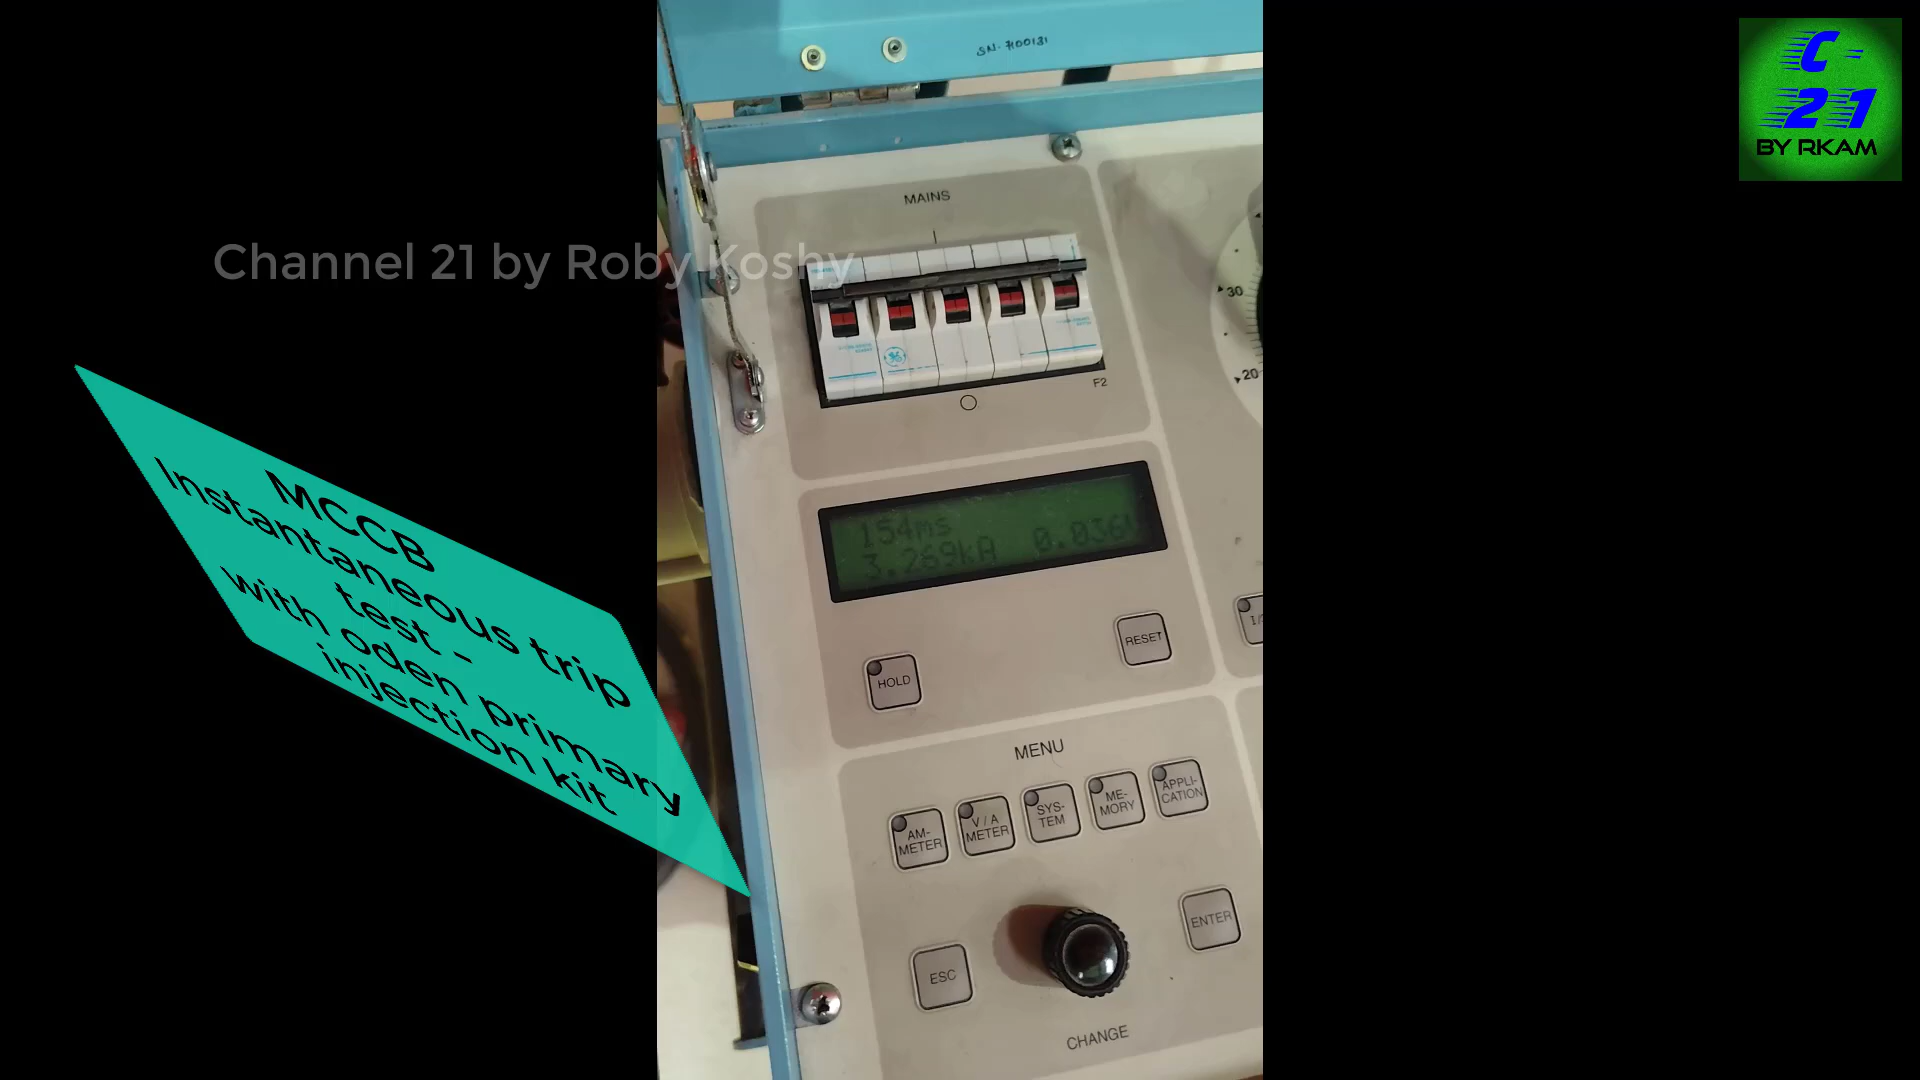 SN. 7100131
C-
21
BY RKAM
MAINS
Channel 21 by Roby Koshy
30
20
F2
MCCB
Instantaneous trip
test -
with oden primary
injection kit
154ms
3.269kA 0.036V
RESET
HOLD
MENU
AM-
METER
V / A
METER
SYS-
TEM
ME-
MORY
APPLI-
CATION
ENTER
ESC
CHANGE